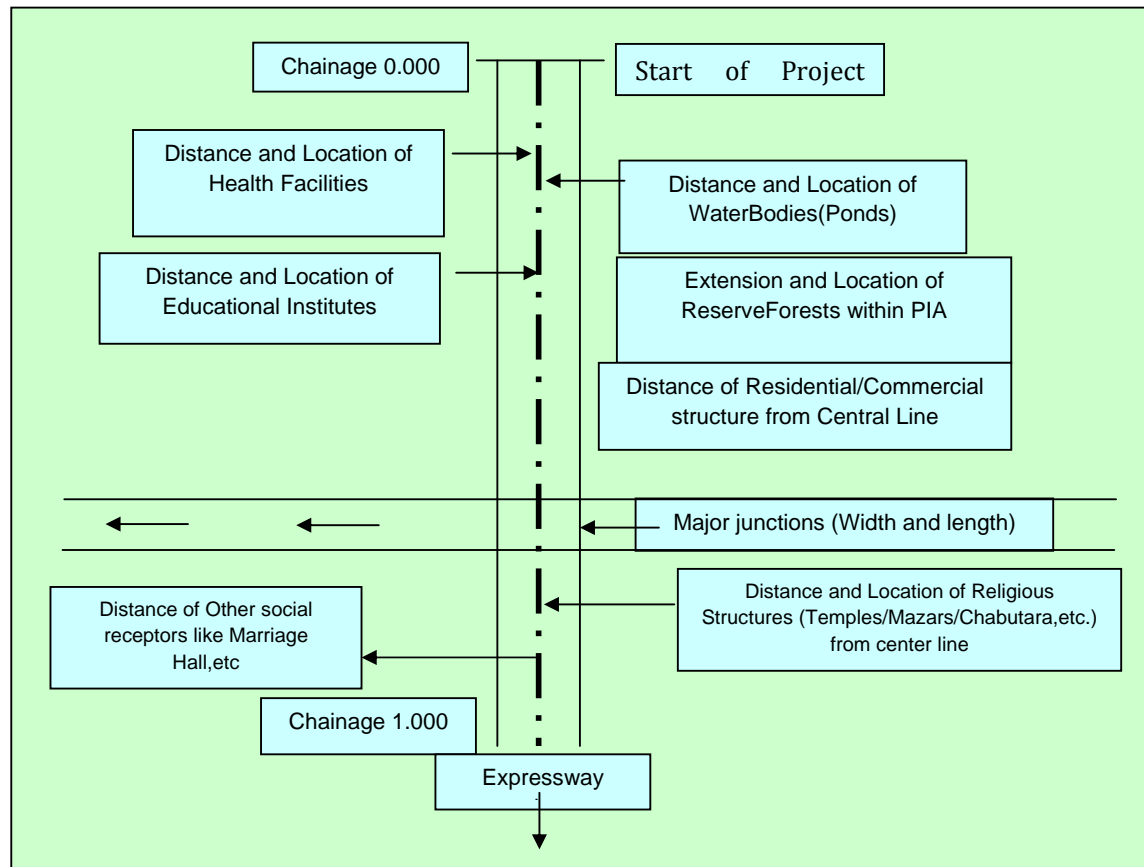 Chainage 0.000
Start of Project
Distance and Location of
Health Facilities
Distance and Location of
WaterBodies(Ponds)
Distance and Location of
Educational Institutes
Extension and Location of
ReserveForests within PIA
Distance of Residential/Commercial
structure from Central Line
Major junctions (Width and length)
Distance and Location of Religious
Structures (Temples/Mazars/Chabutara,etc.)
from center line
Distance of Other social
receptors like Marriage
Hall,etc
Chainage 1.000
Expressway